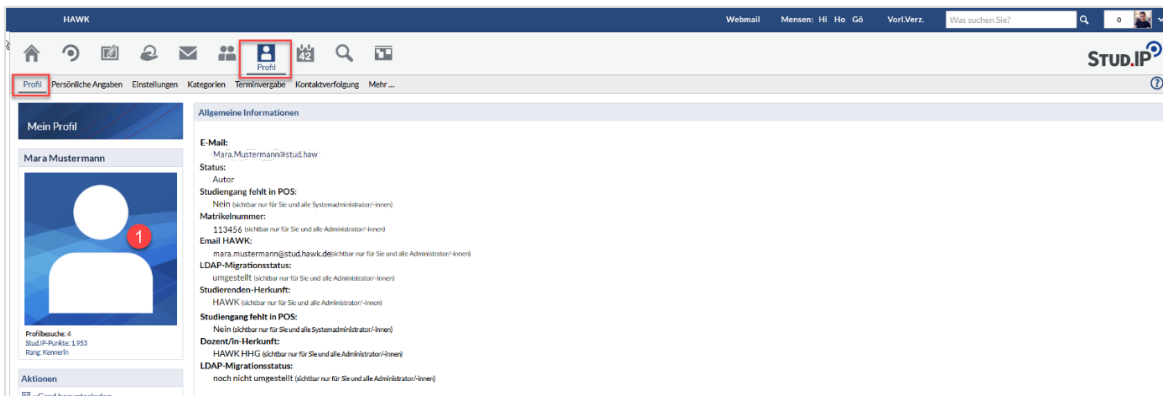 HAWK
Webmail Mensen: Hi Ho Gö Vorl.Verz. Was suchen Sie? 0
42
Profil
STUD.IP
Profil Persönliche Angaben Einstellungen Kategorien Terminvergabe Kontaktverfolgung Mehr ...
?
Mein Profil
Mara Mustermann
1
Profilbesuche: 4
Stud.IP-Punkte: 1.953
Rang: Kennerin
Aktionen
vCard herunterladen
Allgemeine Informationen
E-Mail:
Mara.Mustermann@stud.haw
Status:
Autor
Studiengang fehlt in POS:
Nein (sichtbar nur für Sie und alle Systemadministrator/-innen)
Matrikelnummer:
113456 (sichtbar nur für Sie und alle Administrator/-innen)
Email HAWK:
mara.mustermann@stud.hawk.de(sichtbar nur für Sie und alle Administrator/-innen)
LDAP-Migrationsstatus:
umgestellt (sichtbar nur für Sie und alle Administrator/-innen)
Studierenden-Herkunft:
HAWK (sichtbar nur für Sie und alle Administrator/-innen)
Studiengang fehlt in POS:
Nein (sichtbar nur für Sie und alle Systemadministrator/-innen)
Dozent/in-Herkunft:
HAWK HHG (sichtbar nur für Sie und alle Administrator/-innen)
LDAP-Migrationsstatus:
noch nicht umgestellt (sichtbar nur für Sie und alle Administrator/-innen)